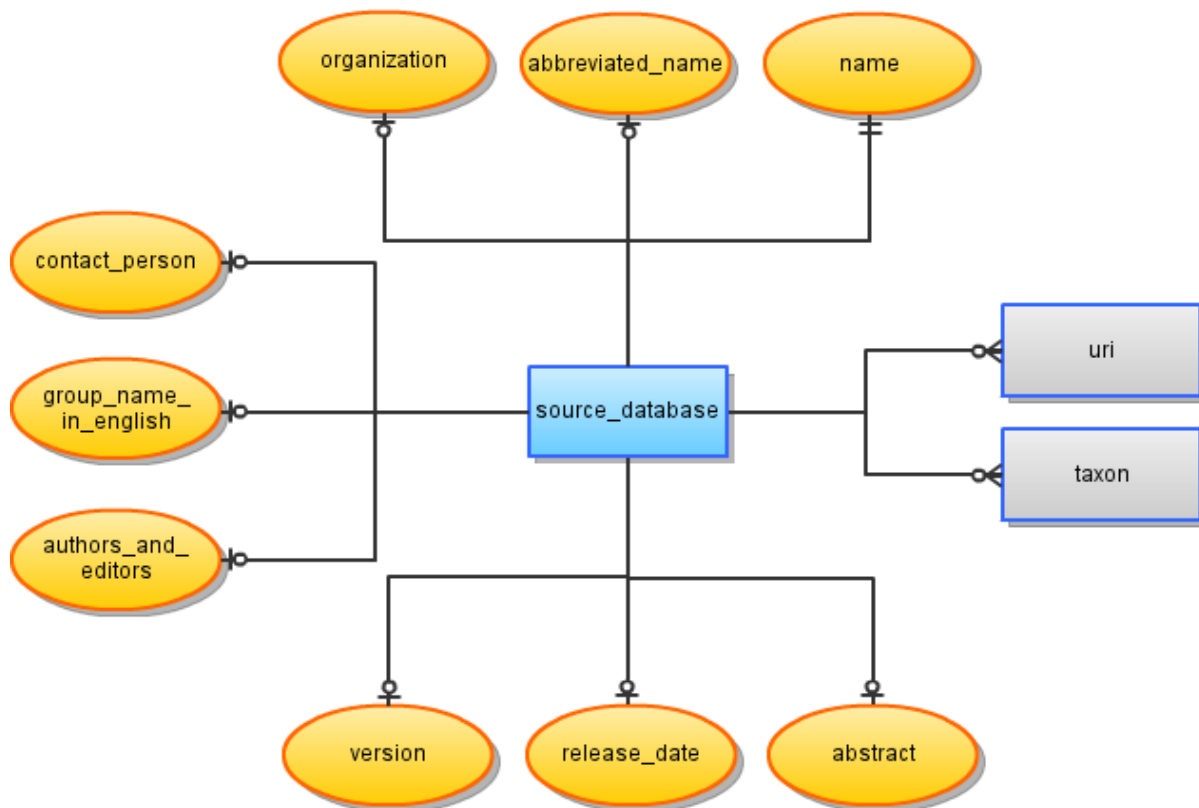 organization
abbreviated_name
name
contact_person
group_name_
in_english
authors_and_
editors
source_database
uri
taxon
version
release_date
abstract